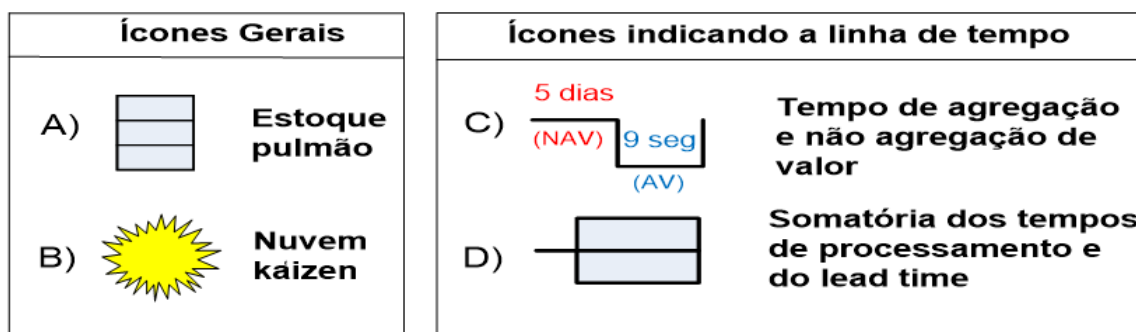 Ícones Gerais
A)
Estoque
pulmão
B)
Nuvem
káizen
Ícones indicando a linha de tempo
C)
5 dias
(NAV)
9 seg
(AV)
Tempo de agregação
e não agregação de
valor
D)
Somatória dos tempos
de processamento e
do lead time